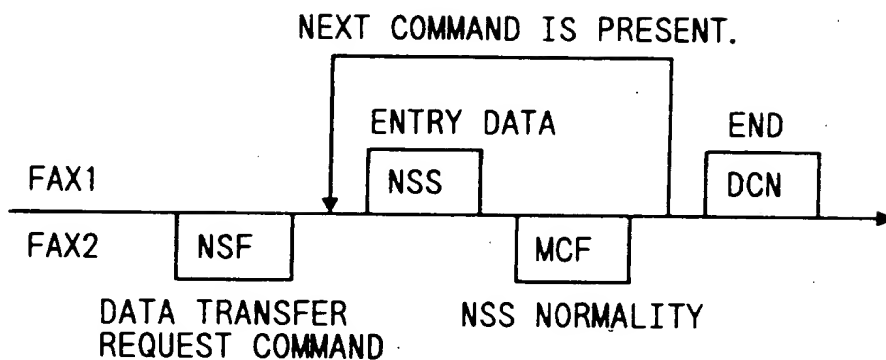 NEXT COMMAND IS PRESENT.
ENTRY DATA
END
FAX1
NSS
DCN
FAX2
NSF
MCF
DATA TRANSFER
REQUEST COMMAND
NSS NORMALITY